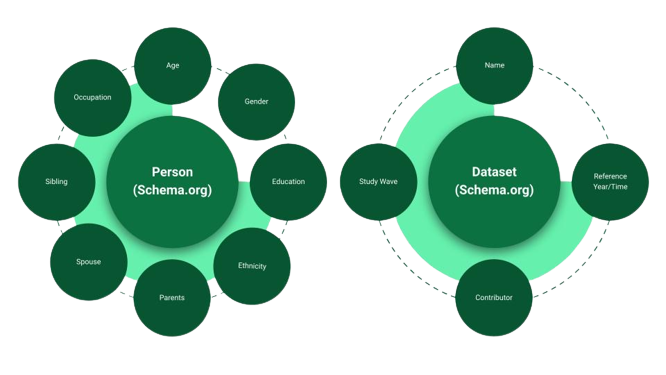 Age
Gender
Education
Ethnicity
Parents
Spouse
Sibling
Occupation
Person
(Schema.org)
Name
Reference
Year/Time
Contributor
Study Wave
Dataset
(Schema.org)